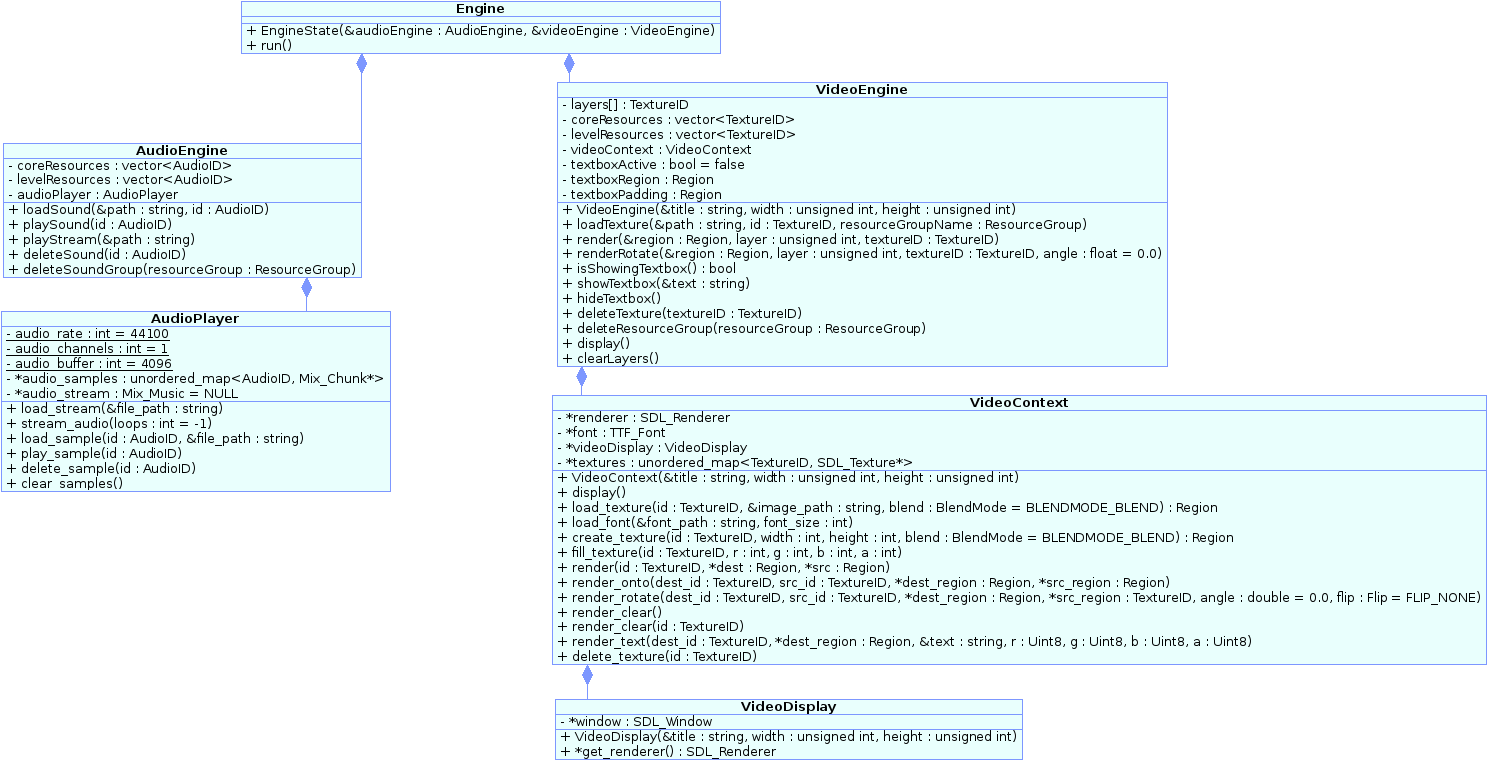 Engine
+ EngineState(&audioEngine : AudioEngine, &videoEngine : VideoEngine)
+ run()
AudioEngine
- coreResources : vector<AudioID>
- levelResources : vector<AudioID>
- audioPlayer : AudioPlayer
+ loadSound(&path : string, id : AudioID)
+ playSound(id : AudioID)
+ playStream(&path : string)
+ deleteSound(id : AudioID)
+ deleteSoundGroup(resourceGroup : ResourceGroup)
AudioPlayer
- audio_rate : int = 44100
- audio_channels : int = 1
- audio_buffer : int = 4096
- *audio_samples : unordered_map<AudioID, Mix_Chunk*>
- *audio_stream : Mix_Music = NULL
+ load_stream(&file_path : string)
+ stream_audio(loops : int = -1)
+ load_sample(id : AudioID, &file_path : string)
+ play_sample(id : AudioID)
+ delete_sample(id : AudioID)
+ clear_samples()
VideoEngine
- layers[] : TextureID
- coreResources : vector<TextureID>
- levelResources : vector<TextureID>
- videoContext : VideoContext
- textboxActive : bool = false
- textboxRegion : Region
- textboxPadding : Region
+ VideoEngine(&title : string, width : unsigned int, height : unsigned int)
+ loadTexture(&path : string, id : TextureID, resourceGroupName : ResourceGroup)
+ render(&region : Region, layer : unsigned int, textureID : TextureID)
+ renderRotate(&region : Region, layer : unsigned int, textureID : TextureID, angle : float = 0.0)
+ isShowingTextbox() : bool
+ showTextbox(&text : string)
+ hideTextbox()
+ deleteTexture(textureID : TextureID)
+ deleteResourceGroup(resourceGroup : ResourceGroup)
+ display()
+ clearLayers()
VideoContext
- *renderer : SDL_Renderer
- *font : TTF_Font
- *videoDisplay : VideoDisplay
- *textures : unordered_map<TextureID, SDL_Texture*>
+ VideoContext(&title : string, width : unsigned int, height : unsigned int)
+ display()
+ load_texture(id : TextureID, &image_path : string, blend : BlendMode = BLENDMODE_BLEND) : Region
+ load_font(&font_path : string, font_size : int)
+ create_texture(id : TextureID, width : int, height : int, blend : BlendMode = BLENDMODE_BLEND) : Region
+ fill_texture(id : TextureID, r : int, g : int, b : int, a : int)
+ render(id : TextureID, *dest : Region, *src : Region)
+ render_onto(dest_id : TextureID, src_id : TextureID, *dest_region : Region, *src_region : Region)
+ render_rotate(dest_id : TextureID, src_id : TextureID, *dest_region : Region, *src_region : TextureID, angle : double = 0.0, flip : Flip = FLIP_NONE)
+ render_clear()
+ render_clear(id : TextureID)
+ render_text(dest_id : TextureID, *dest_region : Region, &text : string, r : Uint8, g : Uint8, b : Uint8, a : Uint8)
+ delete_texture(id : TextureID)
VideoDisplay
- *window : SDL_Window
+ VideoDisplay(&title : string, width : unsigned int, height : unsigned int)
+ *get_renderer() : SDL_Renderer